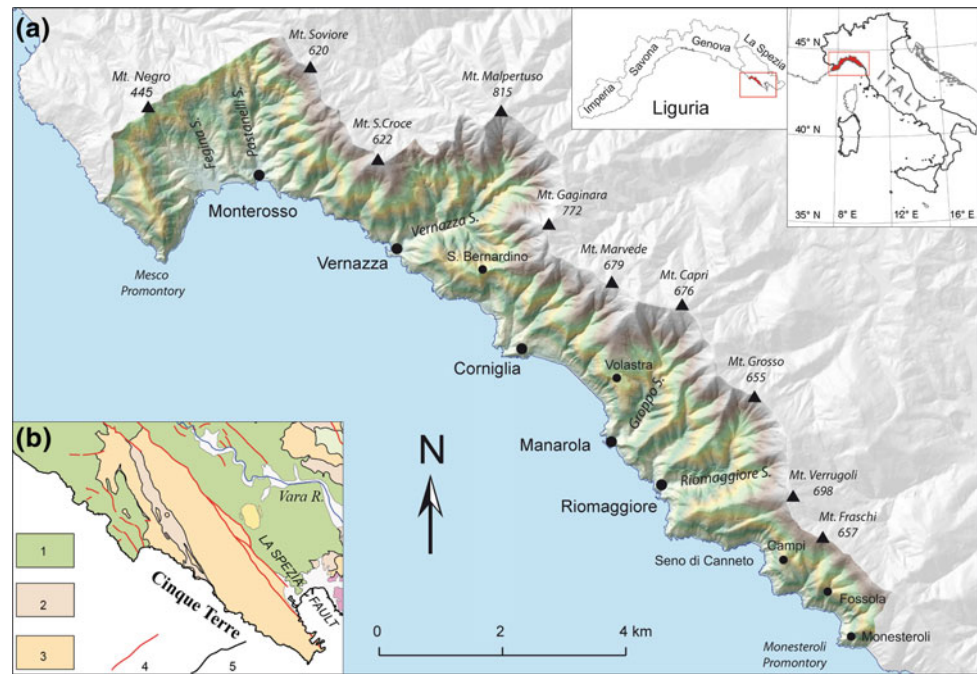 (a)
Mt. Soviore
620
Mt. Negro
445
Mt. Malpertuso
815
Mt. S.Croce
622
Fegina S.
Pastanelli S.
Monterosso
Mesco
Promontory
Vernazza S.
Vernazza
S. Bernardino
Mt. Gaginara
772
Mt. Marvede
679
Mt. Capri
676
Corniglia
Volastra
Groppo S.
Mt. Grosso
655
Manarola
Riomaggiore S.
Riomaggiore
Mt. Verrugoli
698
Mt. Fraschi
657
Seno di Canneto
Campi
Fossola
Monesteroli
Monesteroli
Promontory
N
0 2 4 km
Imperia
Savona
Genova
La Spezia
Liguria
45° N
40° N
35° N
8° E
12° E
16° E
ITALY
(b)
Vara R.
LA SPEZIA
FAULT
Cinque Terre
1
2
3
4
5